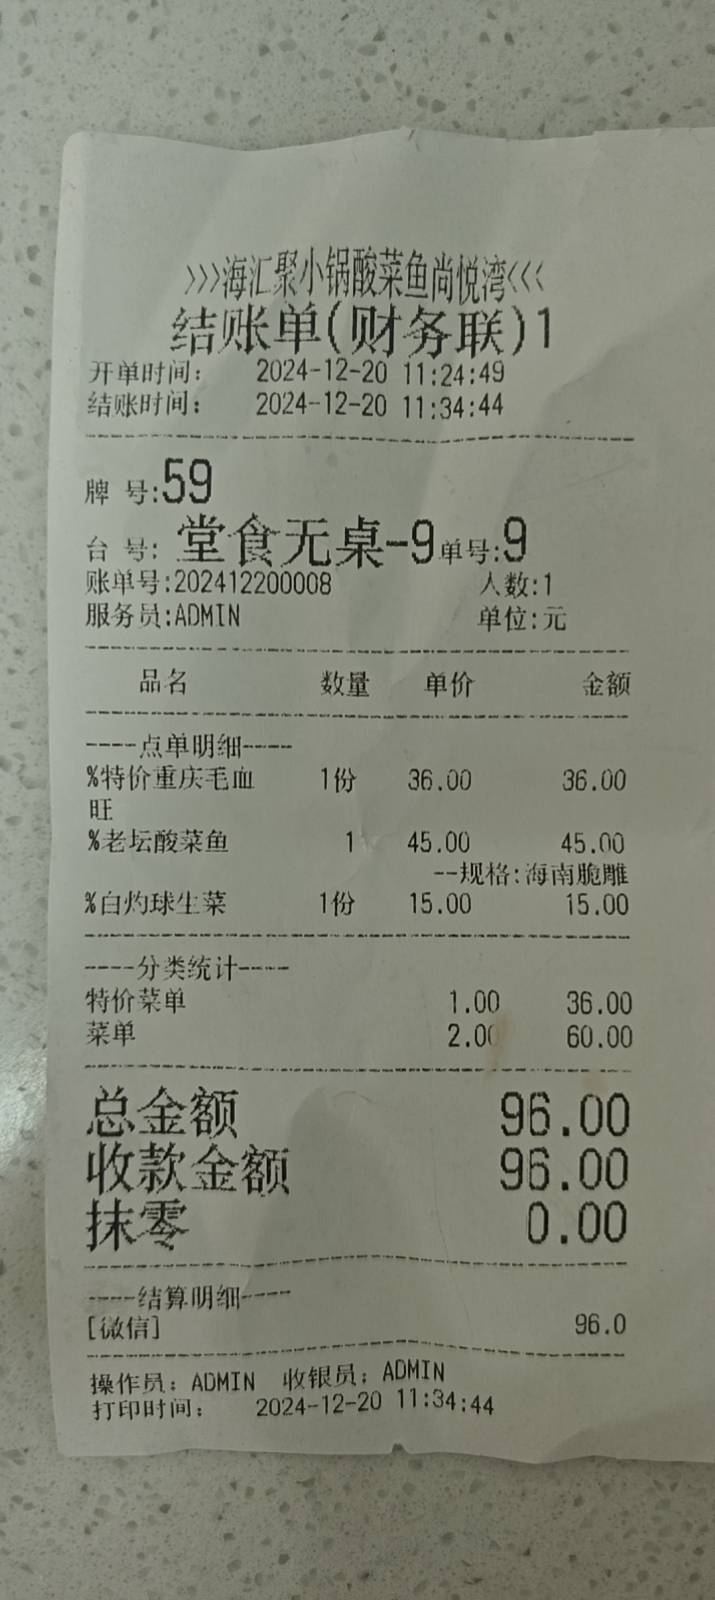 >>>海汇聚小锅酸菜鱼尚悦湾<<<
结账单(财务联)1
开单时间: 2024-12-20 11:24:49
结账时间: 2024-12-20 11:34:44
牌 号:59
台 号: 堂食无桌-9 单号:9
账单号:202412200008 人数:1
服务员:ADMIN 单位:元
品名 数量 单价 金额
----点单明细----
%特价重庆毛血 1份 36.00 36.00
旺
%老坛酸菜鱼 1 45.00 45.00
--规格:海南脆雕
%白灼球生菜 1份 15.00 15.00
----分类统计----
特价菜单 1.00 36.00
菜单 2.00 60.00
总金额 96.00
收款金额 96.00
抹零 0.00
----结算明细----
[微信] 96.0
操作员: ADMIN 收银员: ADMIN
打印时间: 2024-12-20 11:34:44